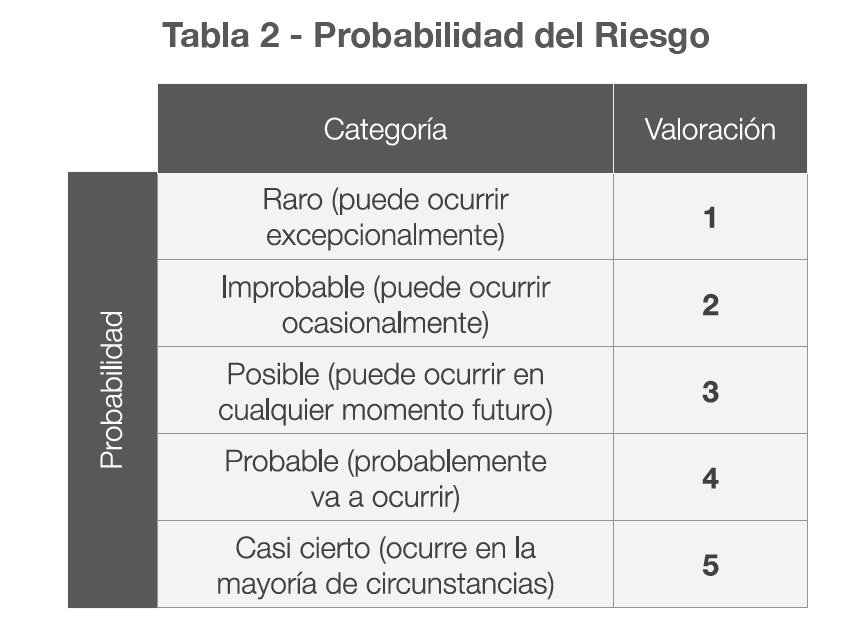 Tabla 2 - Probabilidad del Riesgo
Categoría
Valoración
Probabilidad
Raro (puede ocurrir
excepcionalmente)
1
Improbable (puede ocurrir
ocasionalmente)
2
Posible (puede ocurrir en
cualquier momento futuro)
3
Probable (probablemente
va a ocurrir)
4
Casi cierto (ocurre en la
mayoría de circunstancias)
5